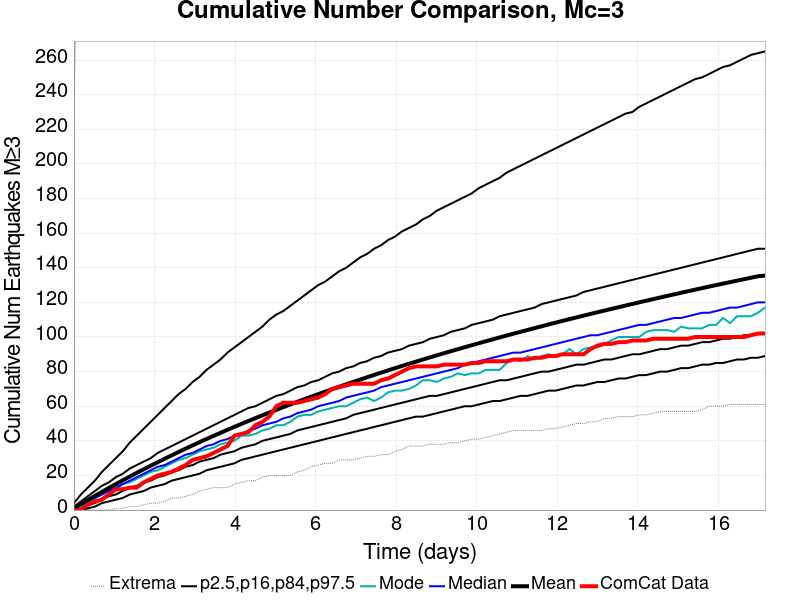 Cumulative Number Comparison, Mc=3
Cumulative Num Earthquakes M≥3
260
240
220
200
180
160
140
120
100
80
60
40
20
0
0 2 4 6 8 10 12 14 16
Time (days)
Extrema p2.5,p16,p84,p97.5 Mode Median Mean ComCat Data